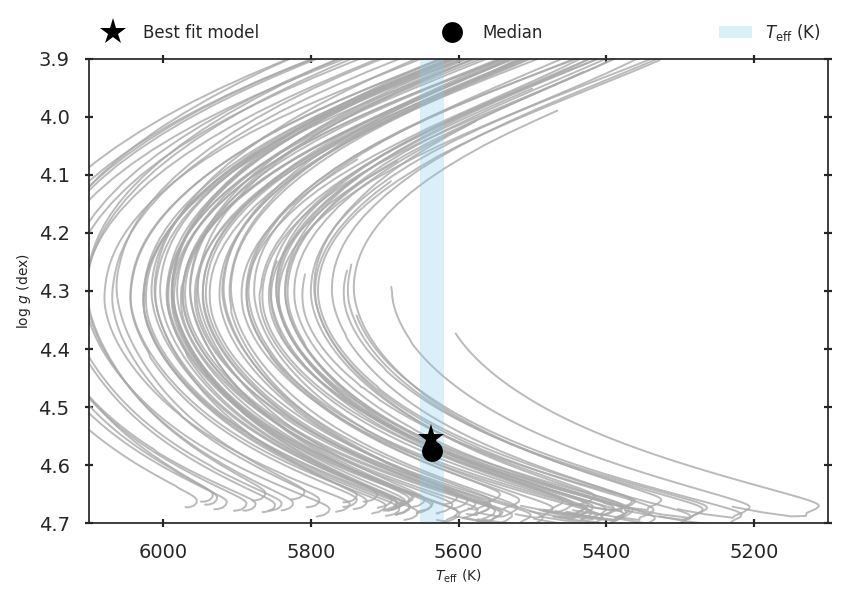 Best fit model Median Teff (K)
3.9
4.0
4.1
4.2
4.3
4.4
4.5
4.6
4.7
log g (dex)
6000 5800 5600 5400 5200
Teff (K)